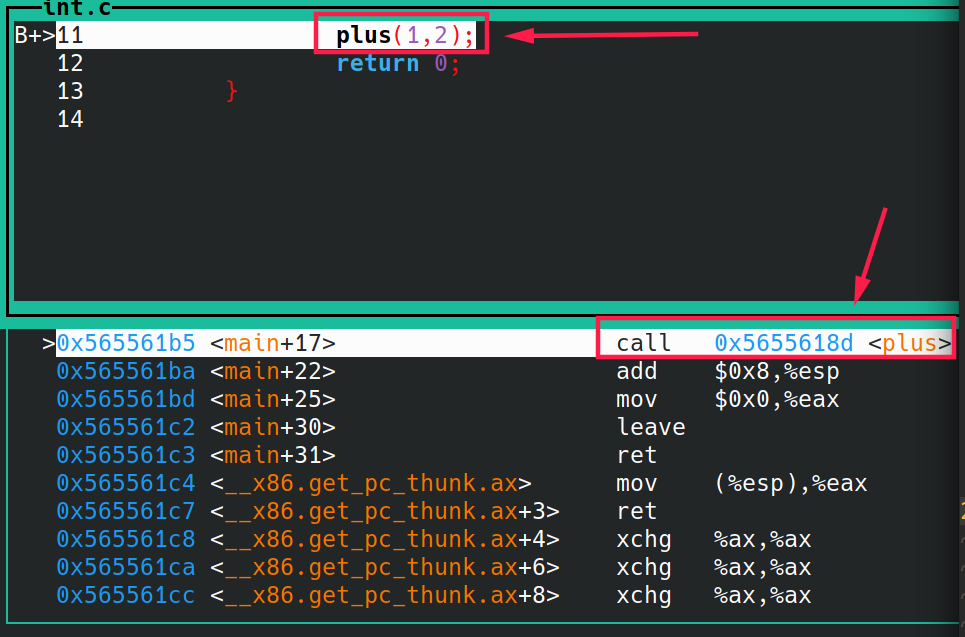 int.c
B+>11 plus(1,2);
12 return 0;
13 }
14
>0x565561b5 <main+17> call 0x5655618d <plus>
0x565561ba <main+22> add $0x8,%esp
0x565561bd <main+25> mov $0x0,%eax
0x565561c2 <main+30> leave
0x565561c3 <main+31> ret
0x565561c4 <__x86.get_pc_thunk.ax> mov (%esp),%eax
0x565561c7 <__x86.get_pc_thunk.ax+3> ret
0x565561c8 <__x86.get_pc_thunk.ax+4> xchg %ax,%ax
0x565561ca <__x86.get_pc_thunk.ax+6> xchg %ax,%ax
0x565561cc <__x86.get_pc_thunk.ax+8> xchg %ax,%ax